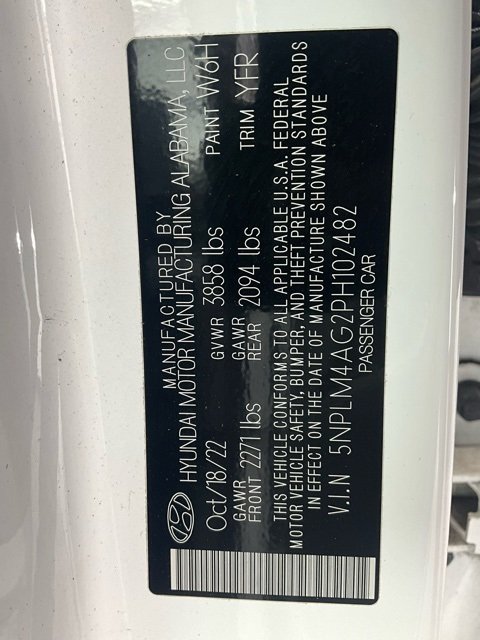 MANUFACTURED BY
HYUNDAI MOTOR MANUFACTURING ALABAMA, LLC
Oct/18/22 GVWR 3858 lbs PAINT W6H
GAWR FRONT 2271 lbs GAWR REAR 2094 lbs TRIM YFR
THIS VEHICLE CONFORMS TO ALL APPLICABLE U.S.A. FEDERAL
MOTOR VEHICLE SAFETY, BUMPER, AND THEFT PREVENTION STANDARDS
IN EFFECT ON THE DATE OF MANUFACTURE SHOWN ABOVE
V.I.N 5NPLM4AG2PH102482
PASSENGER CAR